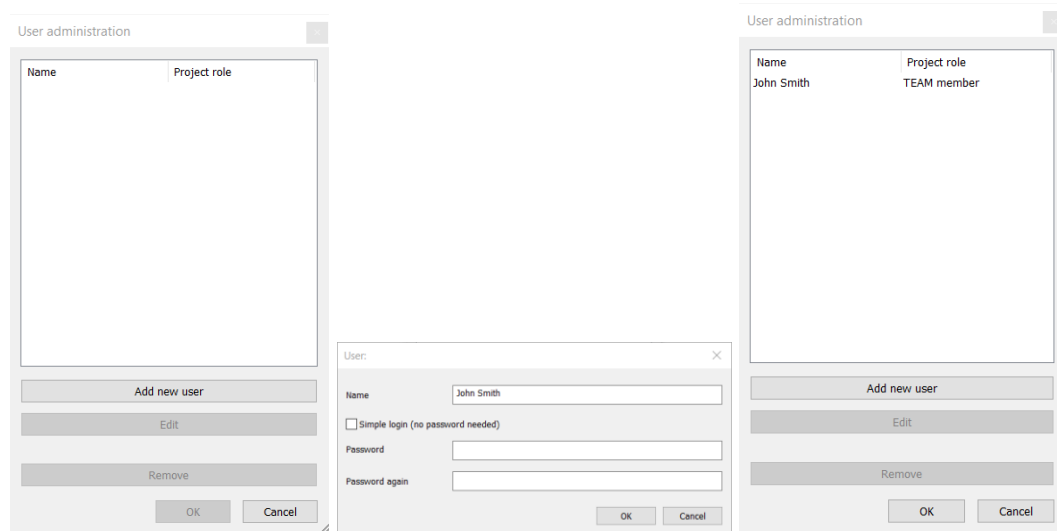 User administration
Name Project role
Add new user
Edit
Remove
OK Cancel
User:
Name John Smith
Simple login (no password needed)
Password
Password again
OK Cancel
User administration
Name Project role
John Smith TEAM member
Add new user
Edit
Remove
OK Cancel